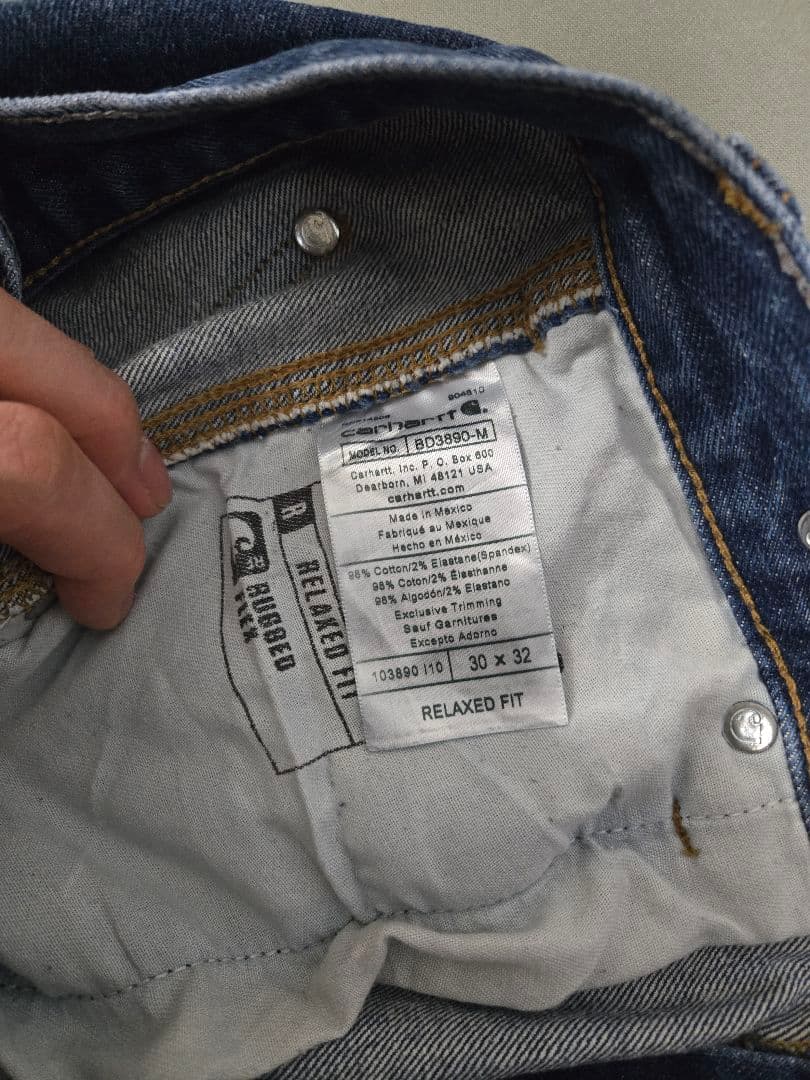 904810
carhartt
MODEL NO. BD3890-M
Carhartt, Inc. P. O. Box 600
Dearborn, MI 48121 USA
carhartt.com
Made in Mexico
Fabriqué au Mexique
Hecho en México
98% Cotton/2% Elastane(Spandex)
98% Coton/2% Élasthanne
98% Algodón/2% Elastano
Exclusive Trimming
Sauf Garnitures
Excepto Adorno
103890 I10 30 x 32
RELAXED FIT
R
RELAXED FIT
RUGGED
FLEX